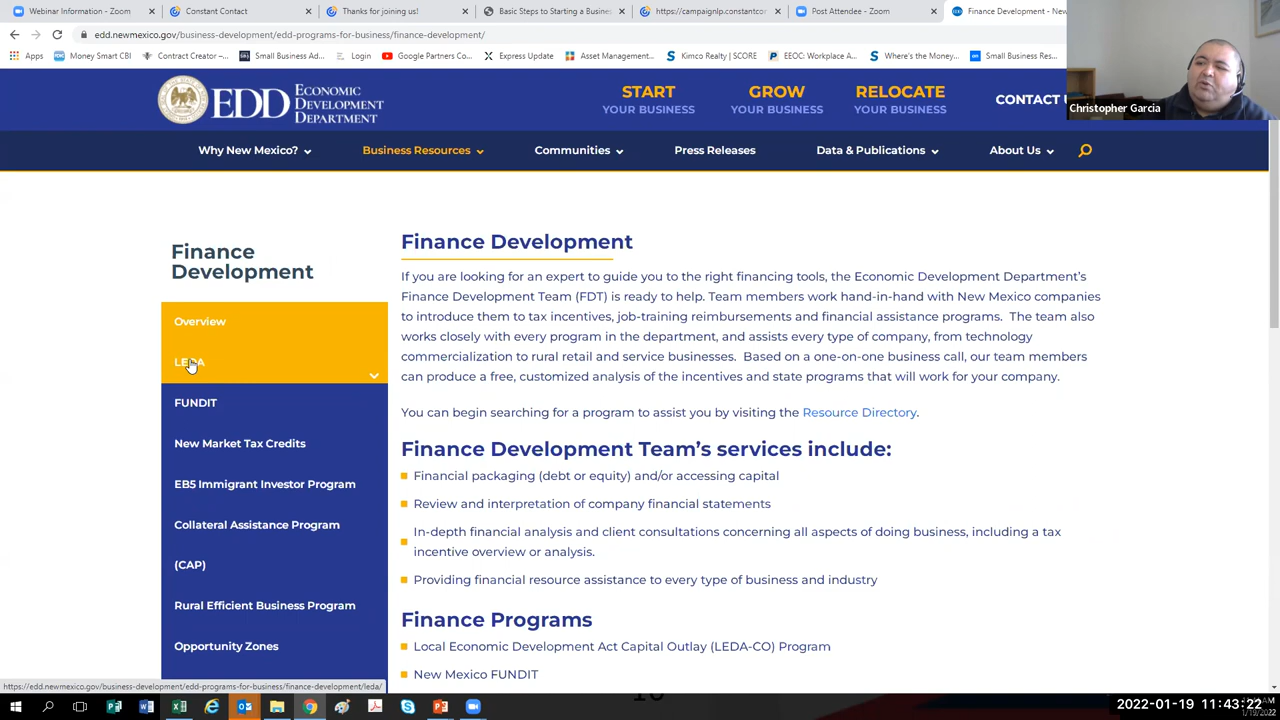 Webinar Information - Zoom
Constant Contact
Thanks for joining us!
Basic Steps to Starting a Busines
https://campaignlp.constantcon
Post Attendee - Zoom
Finance Development - New
edd.newmexico.gov/business-development/edd-programs-for-business/finance-development/
Apps
Money Smart CBI
Contract Creator –...
Small Business Ad...
Login
Google Partners Co...
Express Update
Asset Management...
Kimco Realty | SCORE
EEOC: Workplace A...
Where's the Money...
Small Business Res...
Christopher Garcia
EDD ECONOMIC
DEVELOPMENT
DEPARTMENT
START
YOUR BUSINESS
GROW
YOUR BUSINESS
RELOCATE
YOUR BUSINESS
CONTACT
Why New Mexico?
Business Resources
Communities
Press Releases
Data & Publications
About Us
Finance
Development
Overview
LEDA
FUNDIT
New Market Tax Credits
EB5 Immigrant Investor Program
Collateral Assistance Program
(CAP)
Rural Efficient Business Program
Opportunity Zones
Finance Development
If you are looking for an expert to guide you to the right financing tools, the Economic Development Department's
Finance Development Team (FDT) is ready to help. Team members work hand-in-hand with New Mexico companies
to introduce them to tax incentives, job-training reimbursements and financial assistance programs. The team also
works closely with every program in the department, and assists every type of company, from technology
commercialization to rural retail and service businesses. Based on a one-on-one business call, our team members
can produce a free, customized analysis of the incentives and state programs that will work for your company.
You can begin searching for a program to assist you by visiting the Resource Directory.
Finance Development Team's services include:
Financial packaging (debt or equity) and/or accessing capital
Review and interpretation of company financial statements
In-depth financial analysis and client consultations concerning all aspects of doing business, including a tax
incentive overview or analysis.
Providing financial resource assistance to every type of business and industry
Finance Programs
Local Economic Development Act Capital Outlay (LEDA-CO) Program
New Mexico FUNDIT
https://edd.newmexico.gov/business-development/edd-programs-for-business/finance-development/leda/
2022-01-19 11:43:22